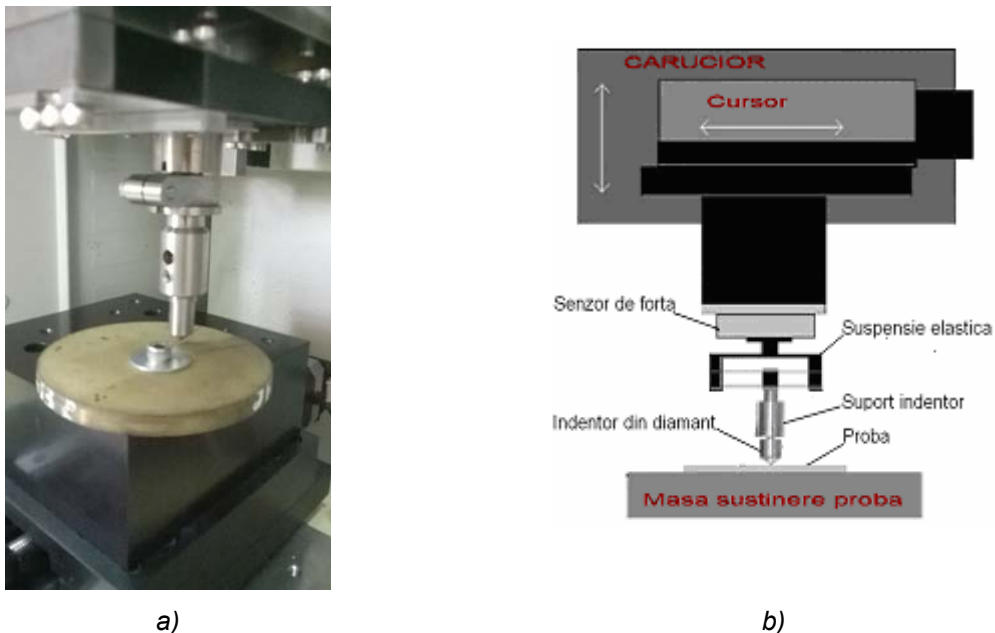 CARUCIOR
Cursor
Senzor de forta
Suspensie elastica
Suport indentor
Indentor din diamant
Proba
Masa sustinere proba
a)
b)